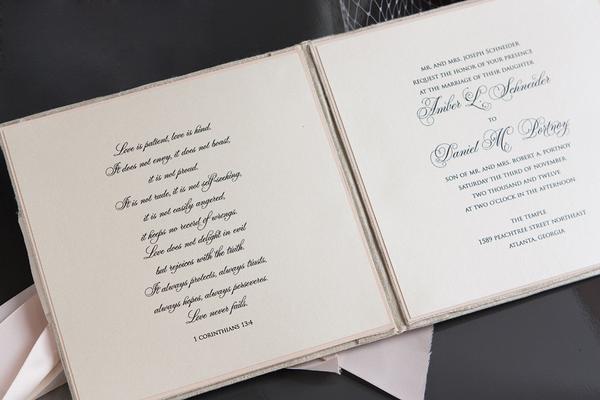 Love is patient, love is kind.
It does not envy, it does not boast,
it is not proud.
It is not rude, it is not self-seeking,
it is not easily angered,
it keeps no record of wrongs.
Love does not delight in evil
but rejoices with the truth.
It always protects, always trusts,
always hopes, always perseveres.
Love never fails.
1 CORINTHIANS 13:4
MR. AND MRS. JOSEPH SCHNEIDER
REQUEST THE HONOR OF YOUR PRESENCE
AT THE MARRIAGE OF THEIR DAUGHTER
Amber L. Schneider
TO
Daniel M. Portnoy
SON OF MR. AND MRS. ROBERT A. PORTNOY
SATURDAY THE THIRD OF NOVEMBER
TWO THOUSAND AND TWELVE
AT TWO O'CLOCK IN THE AFTERNOON
THE TEMPLE
1589 PEACHTREE STREET NORTHEAST
ATLANTA, GEORGIA